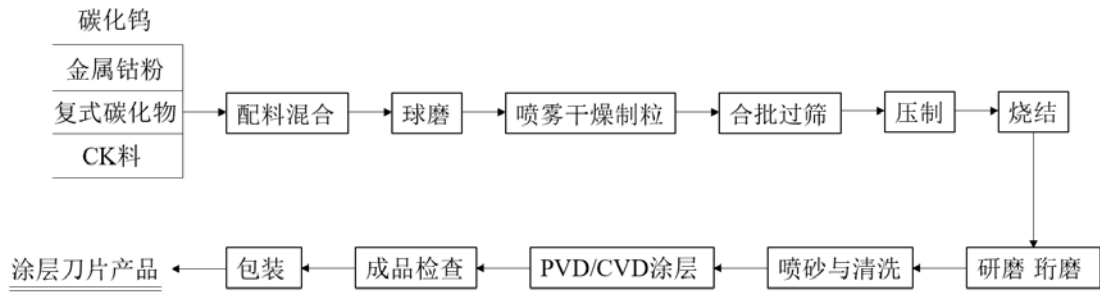 碳化钨
金属钴粉
复式碳化物
CK料
配料混合
球磨
喷雾干燥制粒
合批过筛
压制
烧结
研磨 珩磨
喷砂与清洗
PVD/CVD涂层
成品检查
包装
涂层刀片产品